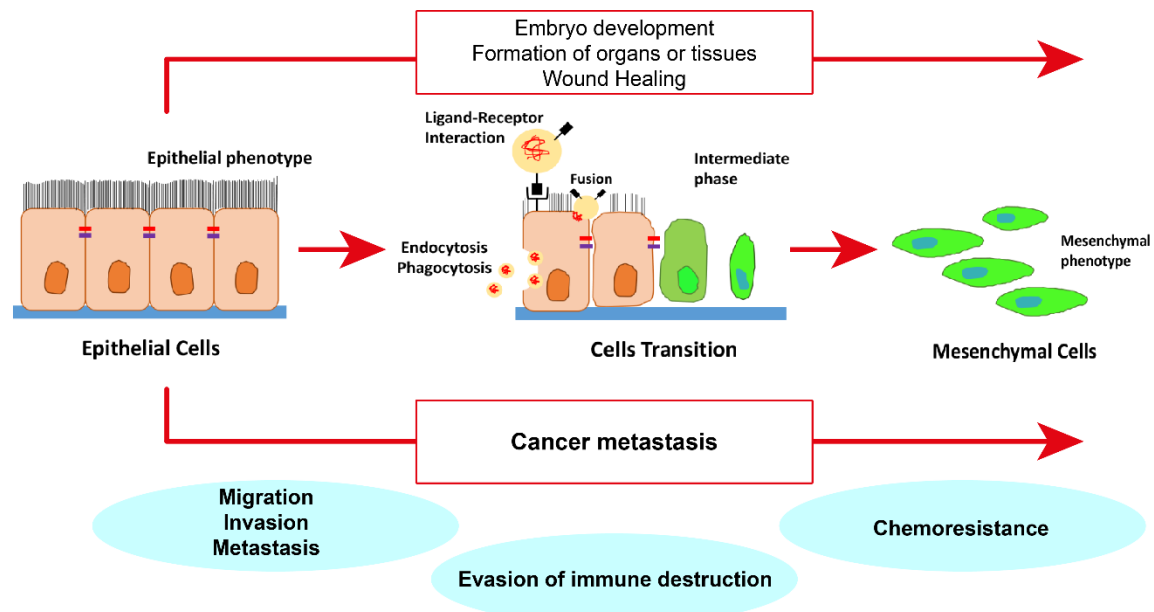 Embryo development
Formation of organs or tissues
Wound Healing
Ligand-Receptor
Interaction
Epithelial phenotype
Fusion
Intermediate
phase
Endocytosis
Phagocytosis
Mesenchymal
phenotype
Epithelial Cells
Cells Transition
Mesenchymal Cells
Cancer metastasis
Migration
Invasion
Metastasis
Chemoresistance
Evasion of immune destruction